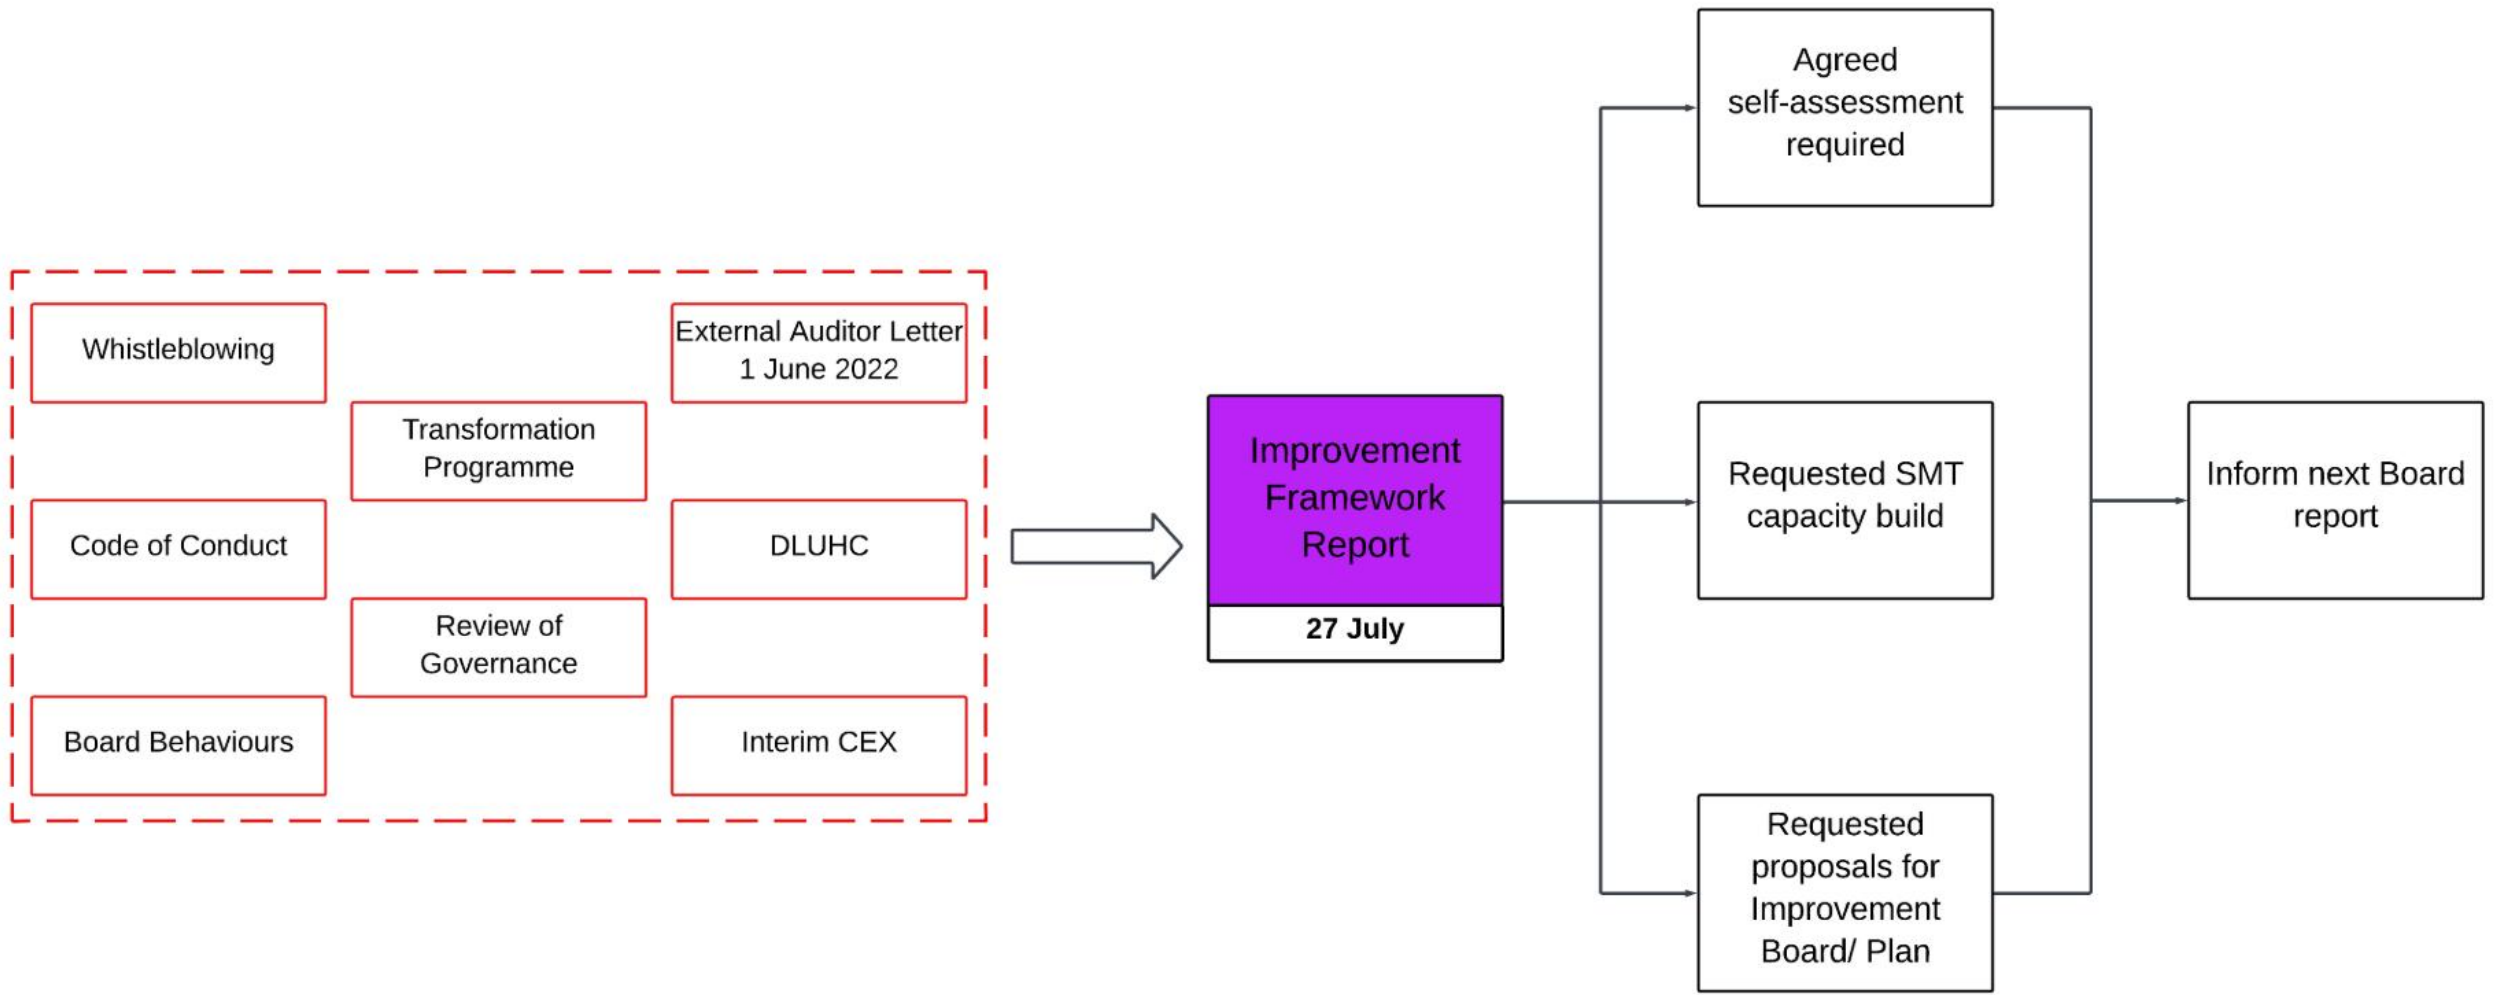 Whistleblowing
External Auditor Letter
1 June 2022
Transformation
Programme
Code of Conduct
DLUHC
Review of
Governance
Board Behaviours
Interim CEX
Improvement
Framework
Report
27 July
Agreed
self-assessment
required
Requested SMT
capacity build
Requested
proposals for
Improvement
Board/ Plan
Inform next Board
report